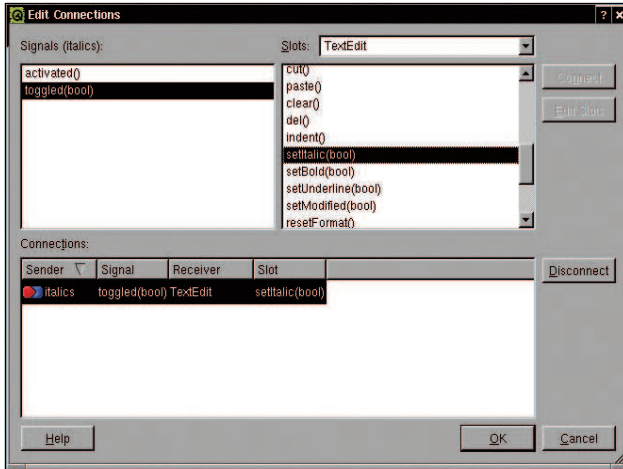 Edit Connections
? x
Signals (italics):
Slots: TextEdit
activated()
toggled(bool)
cut()
paste()
clear()
del()
indent()
setItalic(bool)
setBold(bool)
setUnderline(bool)
setModified(bool)
resetFormat()
Connect
Edit Slots
Connections:
Sender Signal Receiver Slot
italics toggled(bool) TextEdit setItalic(bool)
Disconnect
Help
OK
Cancel